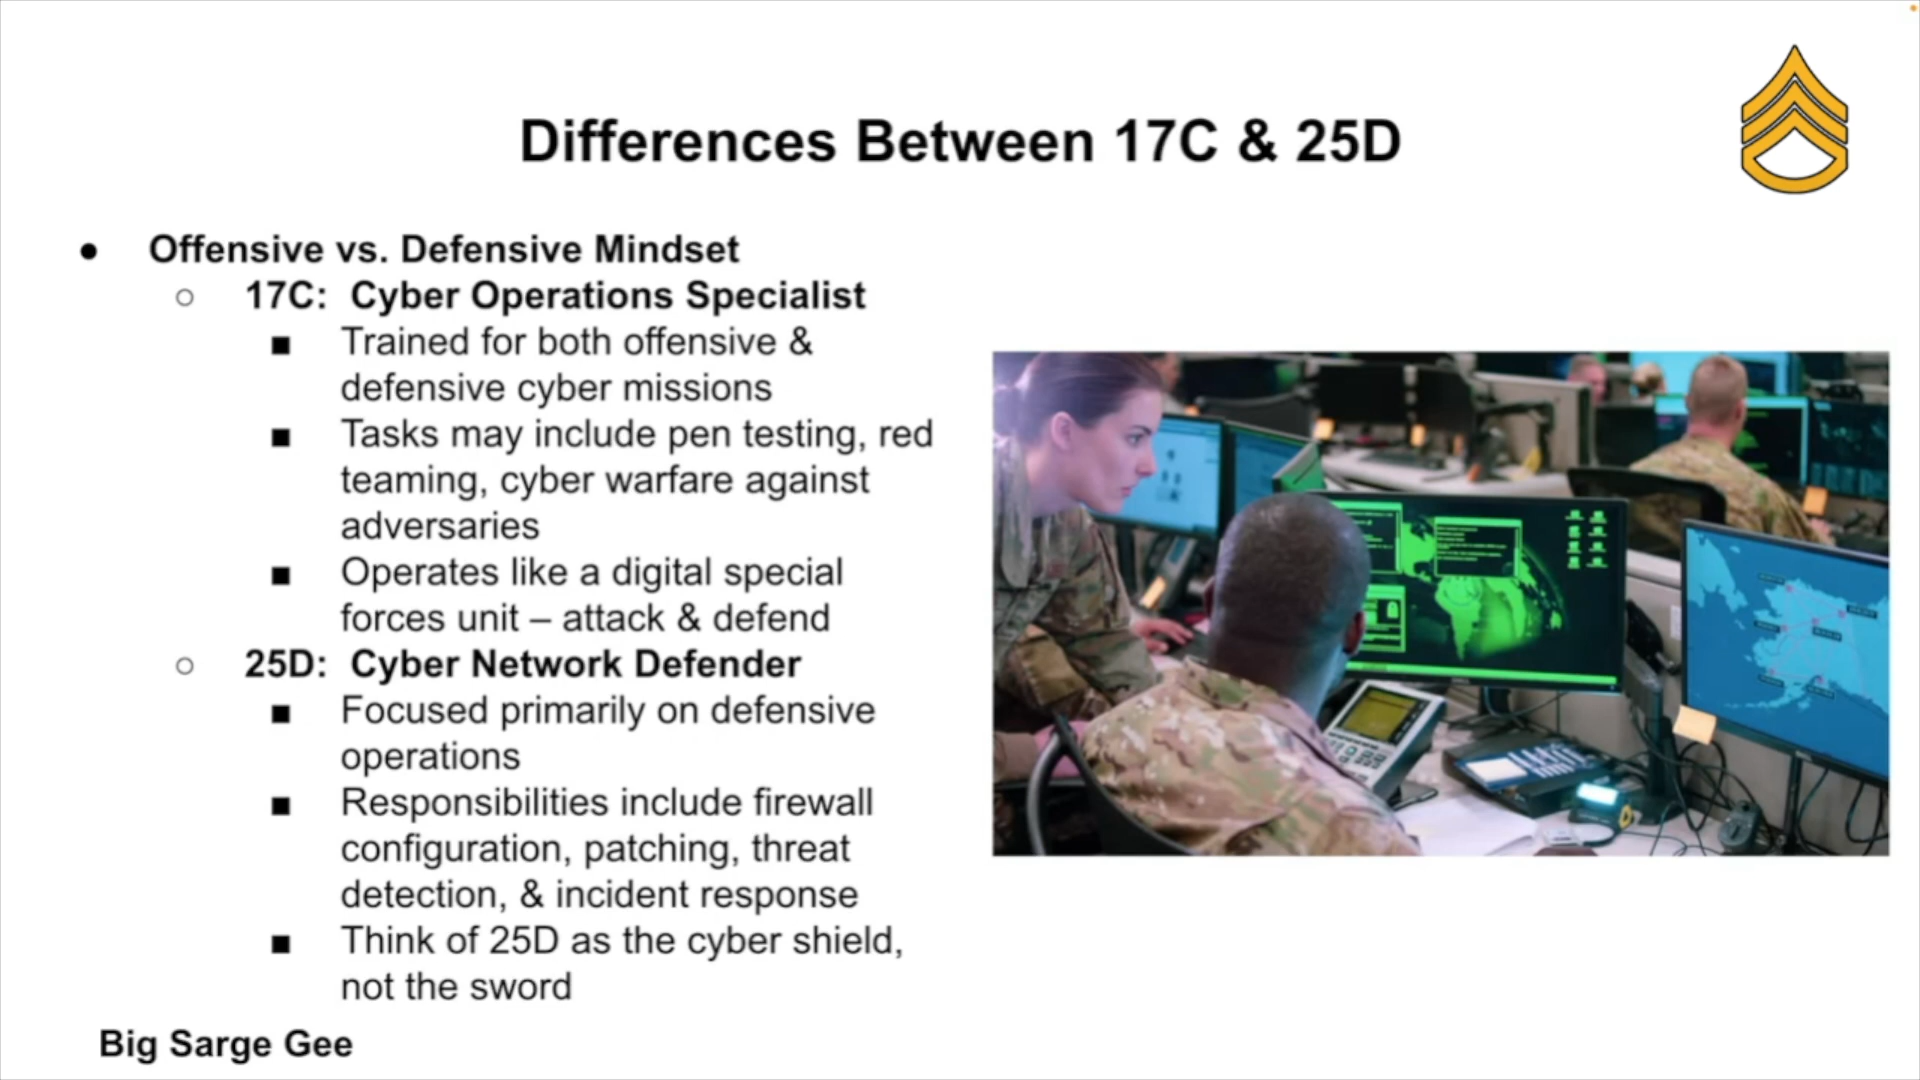 Differences Between 17C & 25D
● Offensive vs. Defensive Mindset
○ 17C: Cyber Operations Specialist
■ Trained for both offensive &
defensive cyber missions
■ Tasks may include pen testing, red
teaming, cyber warfare against
adversaries
■ Operates like a digital special
forces unit – attack & defend
○ 25D: Cyber Network Defender
■ Focused primarily on defensive
operations
■ Responsibilities include firewall
configuration, patching, threat
detection, & incident response
■ Think of 25D as the cyber shield,
not the sword
Big Sarge Gee